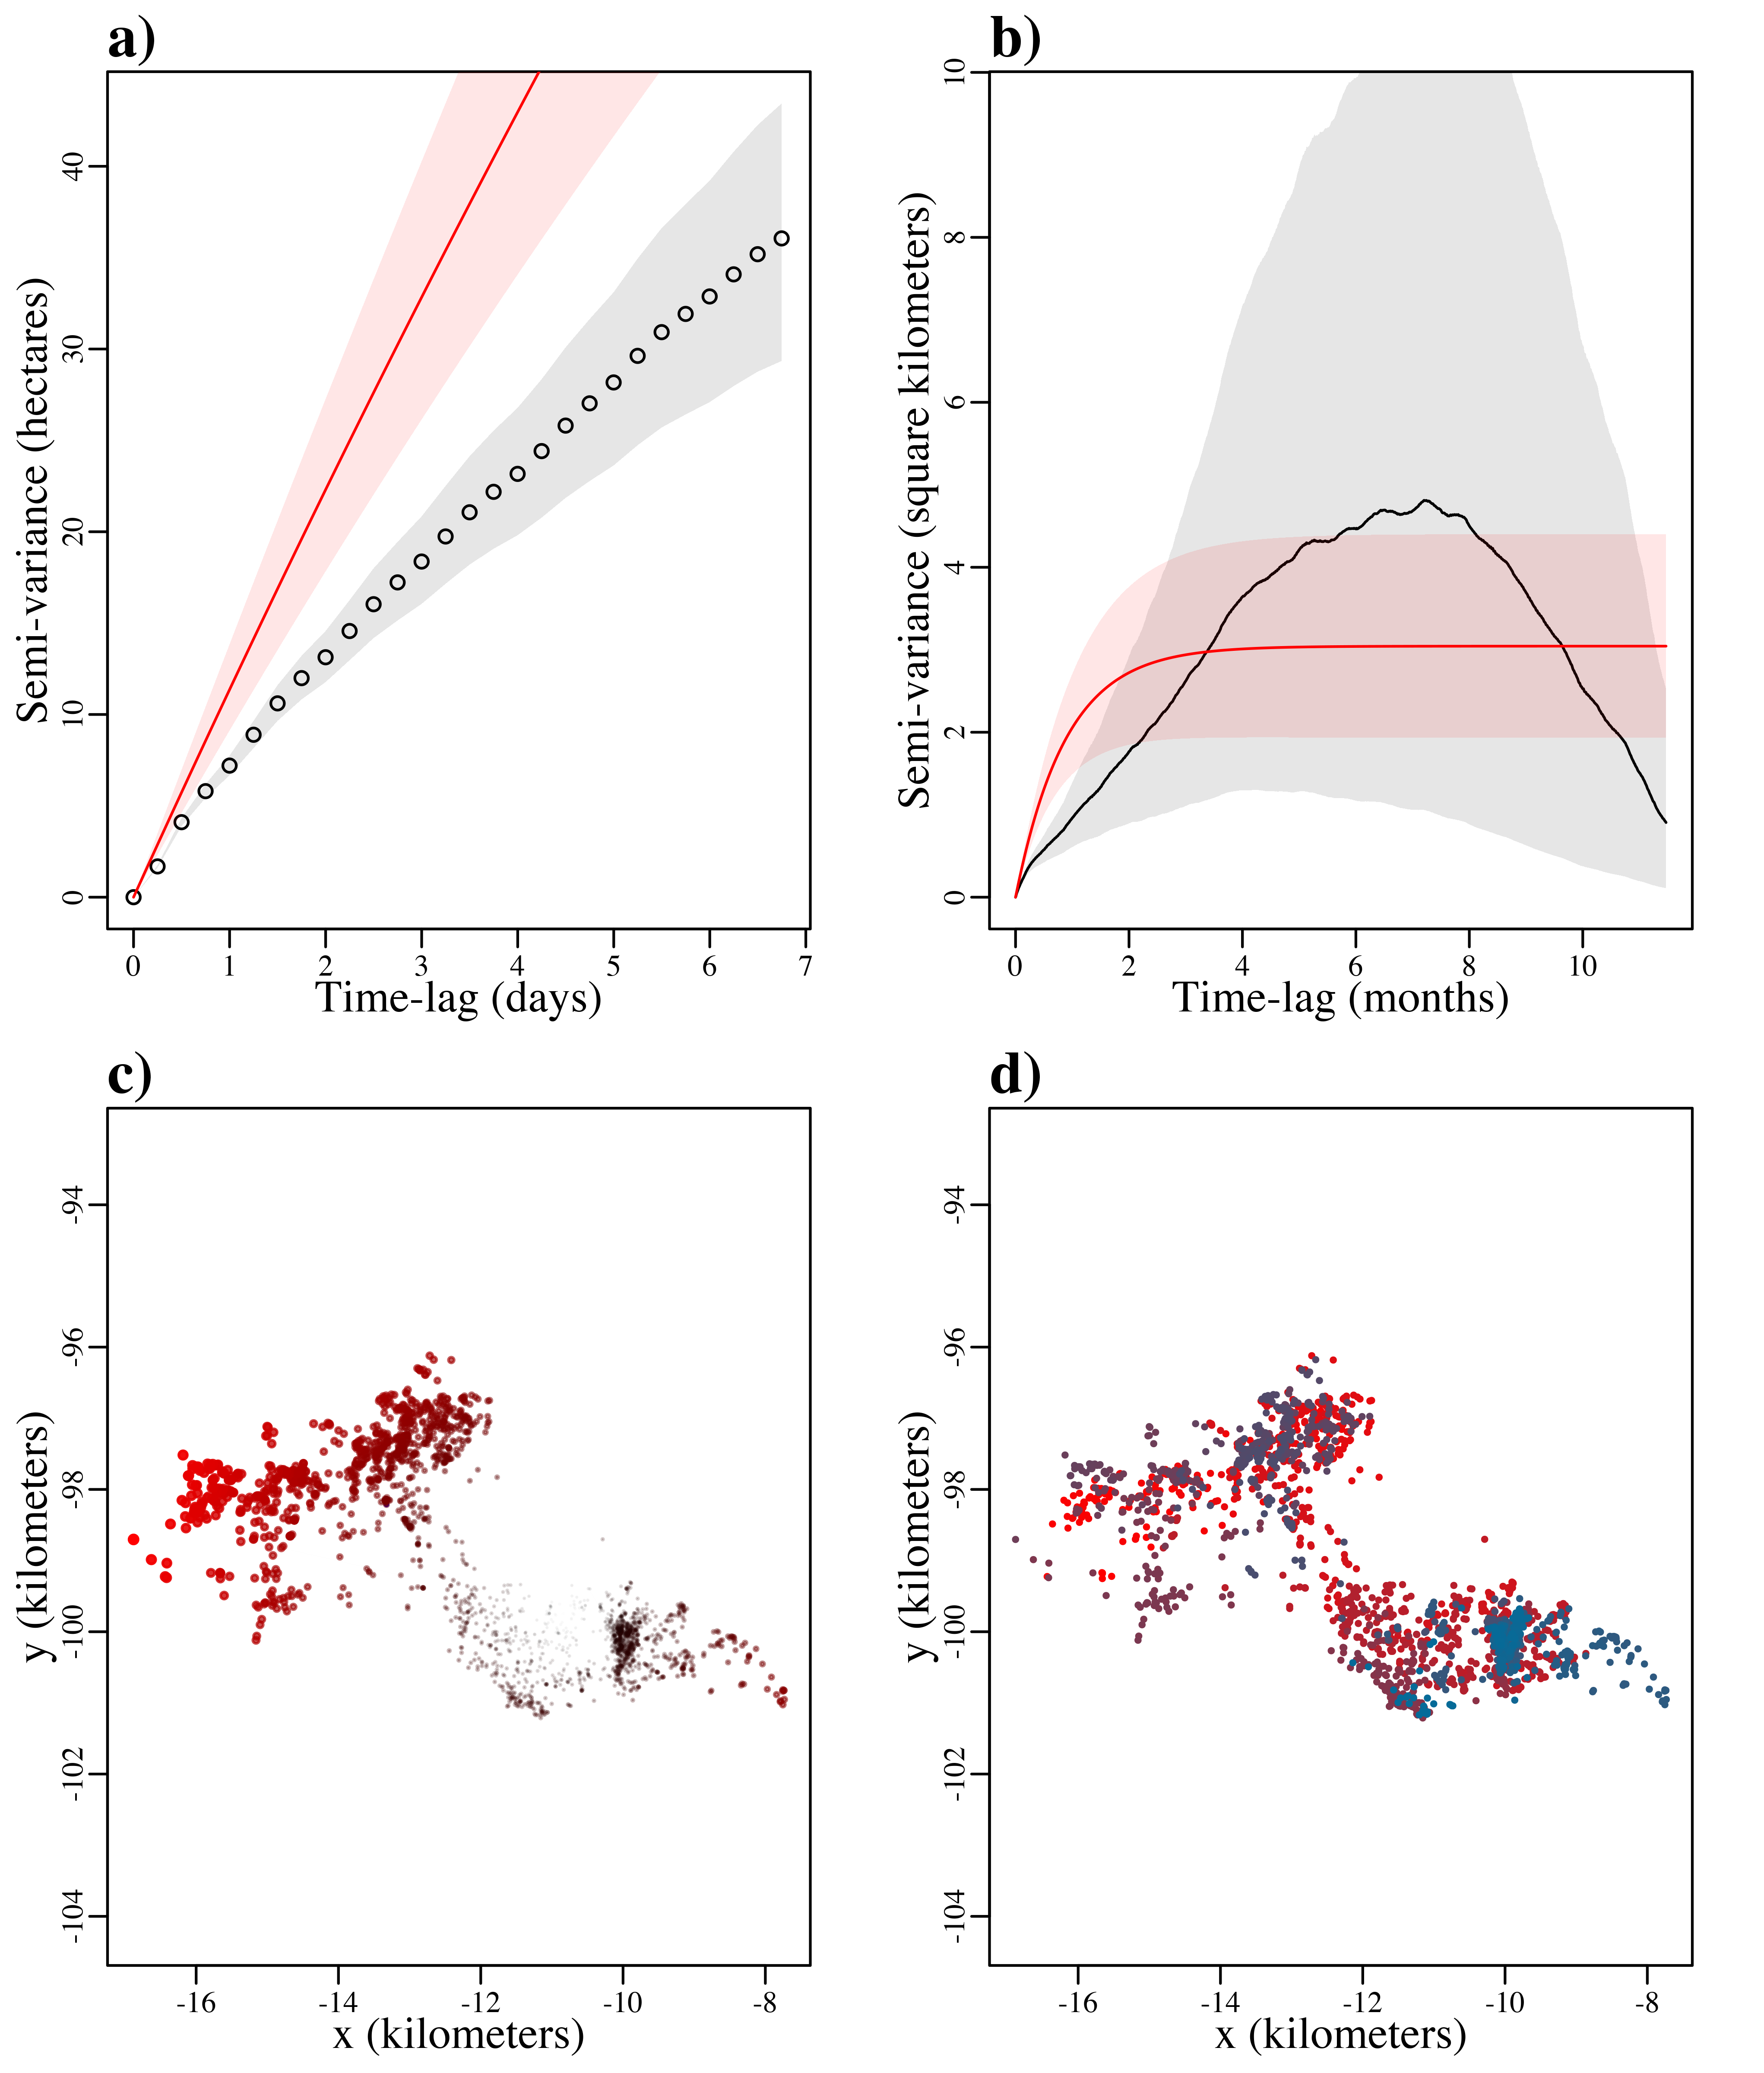 a)
Semi-variance (hectares)
40
30
20
10
0
0 1 2 3 4 5 6 7
Time-lag (days)
b)
Semi-variance (square kilometers)
10
8
6
4
2
0
0 2 4 6 8 10
Time-lag (months)
c)
y (kilometers)
-94
-96
-98
-100
-102
-104
-16 -14 -12 -10 -8
x (kilometers)
d)
y (kilometers)
-94
-96
-98
-100
-102
-104
-16 -14 -12 -10 -8
x (kilometers)